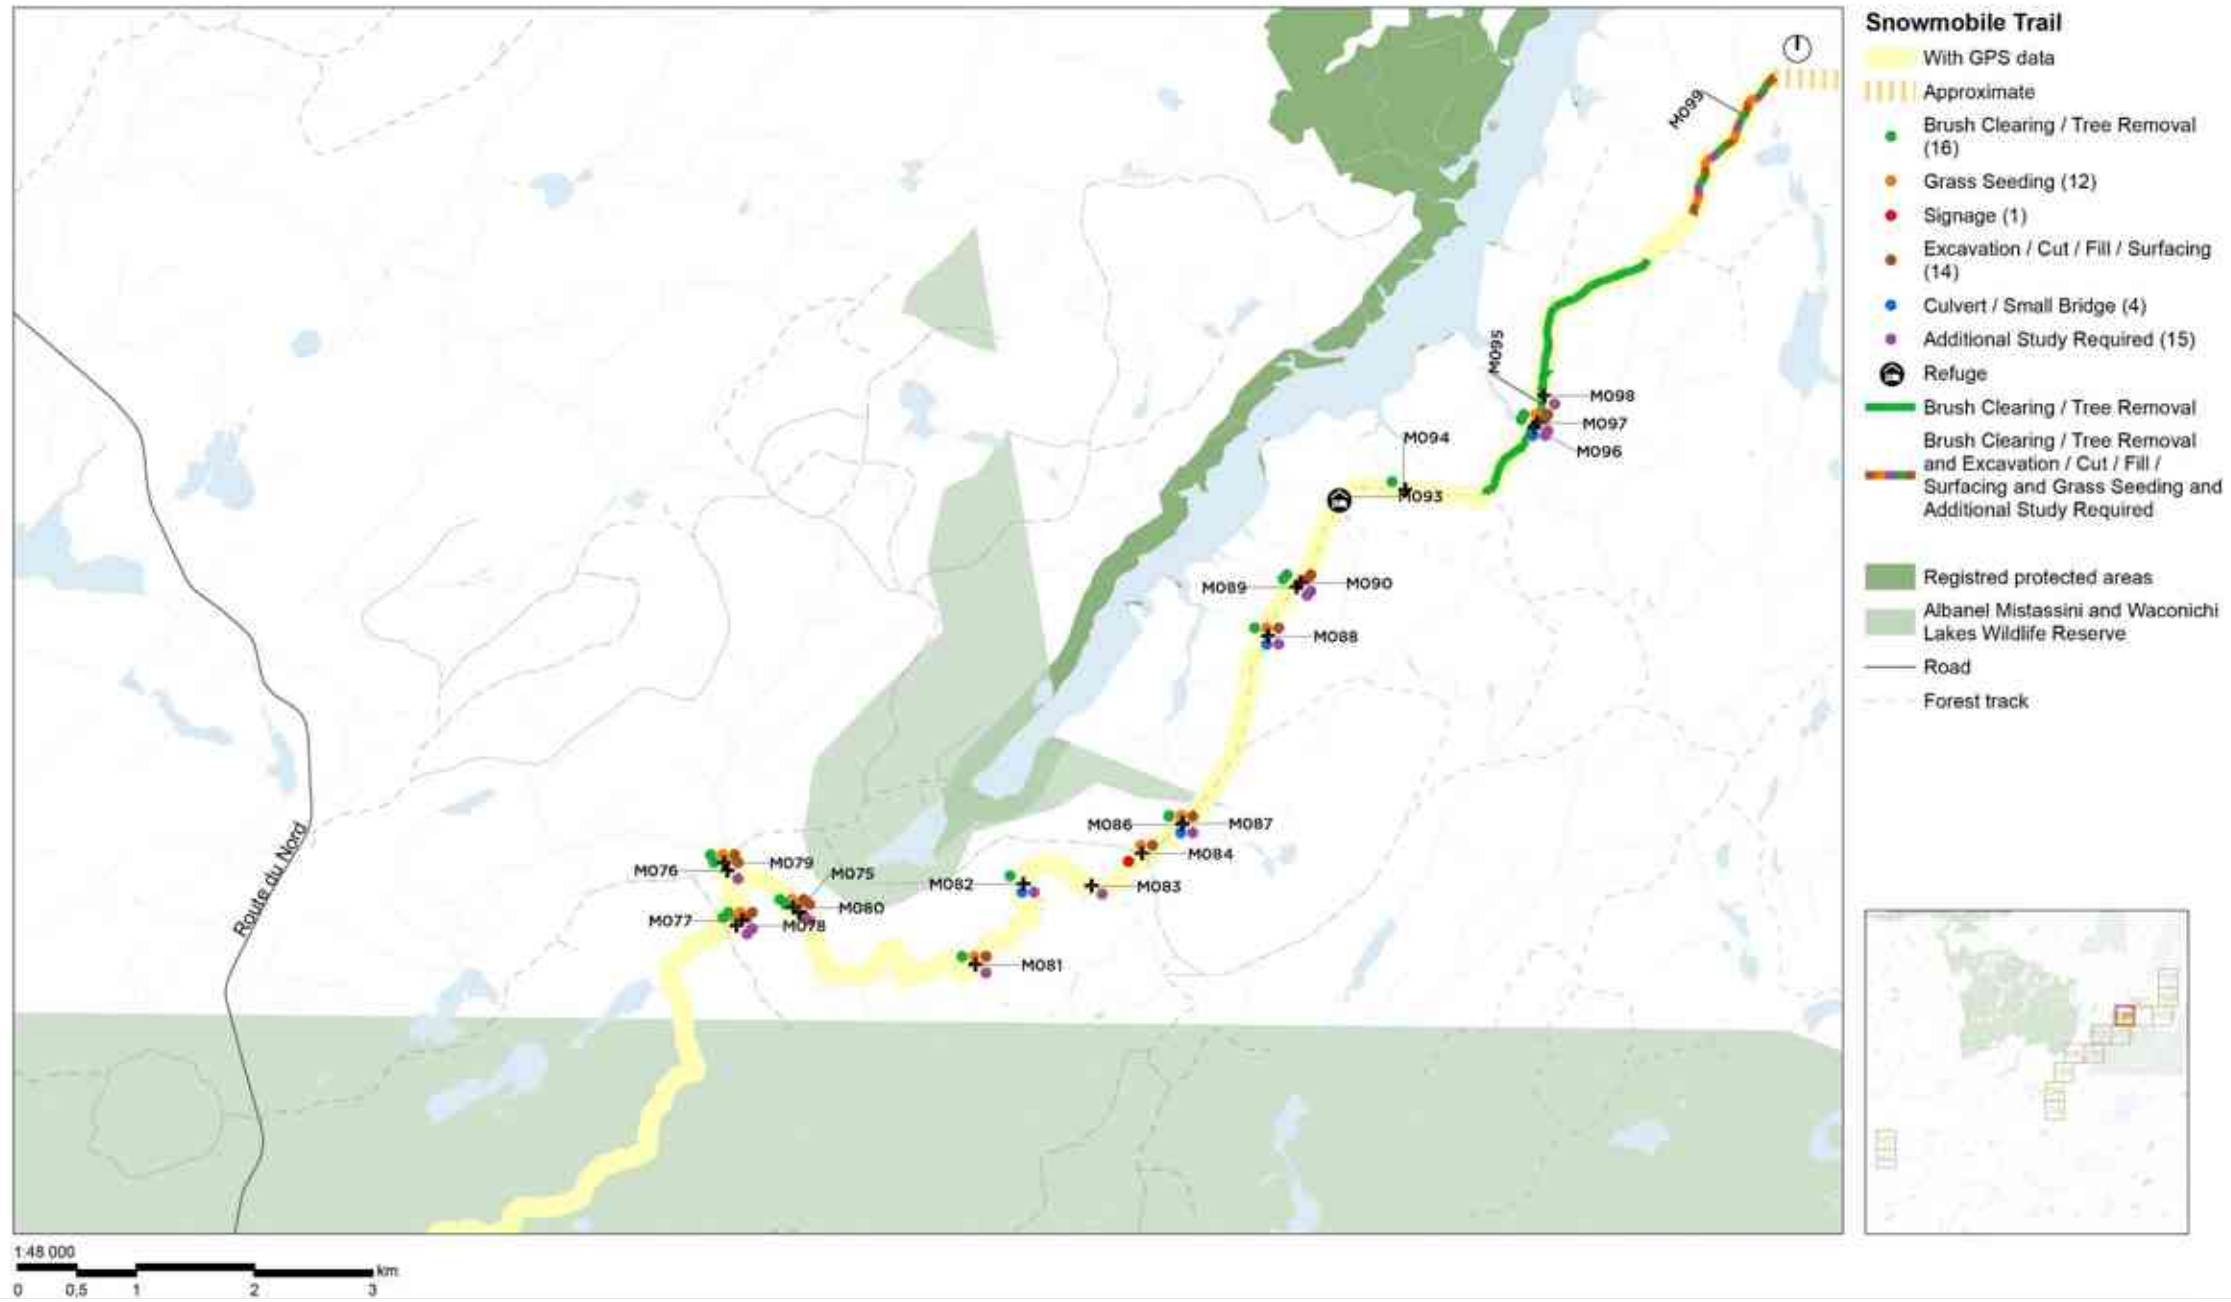 Snowmobile Trail
With GPS data
Approximate
Brush Clearing / Tree Removal
(16)
Grass Seeding (12)
Signage (1)
Excavation / Cut / Fill / Surfacing
(14)
Culvert / Small Bridge (4)
Additional Study Required (15)
Refuge
Brush Clearing / Tree Removal
Brush Clearing / Tree Removal
and Excavation / Cut / Fill /
Surfacing and Grass Seeding and
Additional Study Required
Registred protected areas
Albanel Mistassini and Waconichi
Lakes Wildlife Reserve
Road
Forest track
M099
M095
M098
M097
M096
M094
M093
M089
M090
M088
M086
M087
M084
M076
M079
M075
M082
M083
M080
M077
M078
M081
Route du Nord
1:48 000
km
0 0,5 1 2 3